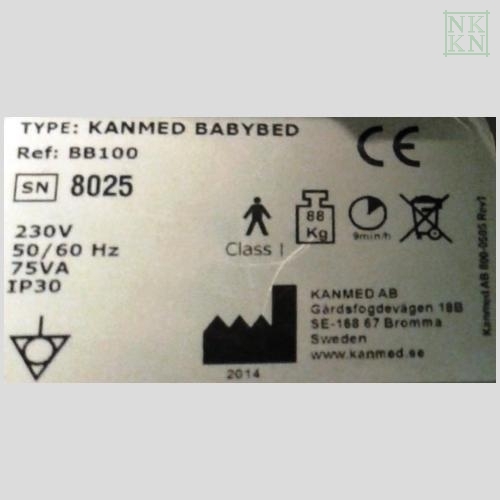 NK
KN
TYPE: KANMED BABYBED
Ref: BB100
SN 8025
230V
50/60 Hz
75VA
IP30
Class I
88
Kg
9min/h
KANMED AB
Gårdsfogdevägen 18B
SE-168 67 Bromma
Sweden
www.kanmed.se
2014
CE
Kanmed AB 800-0585 Rev1